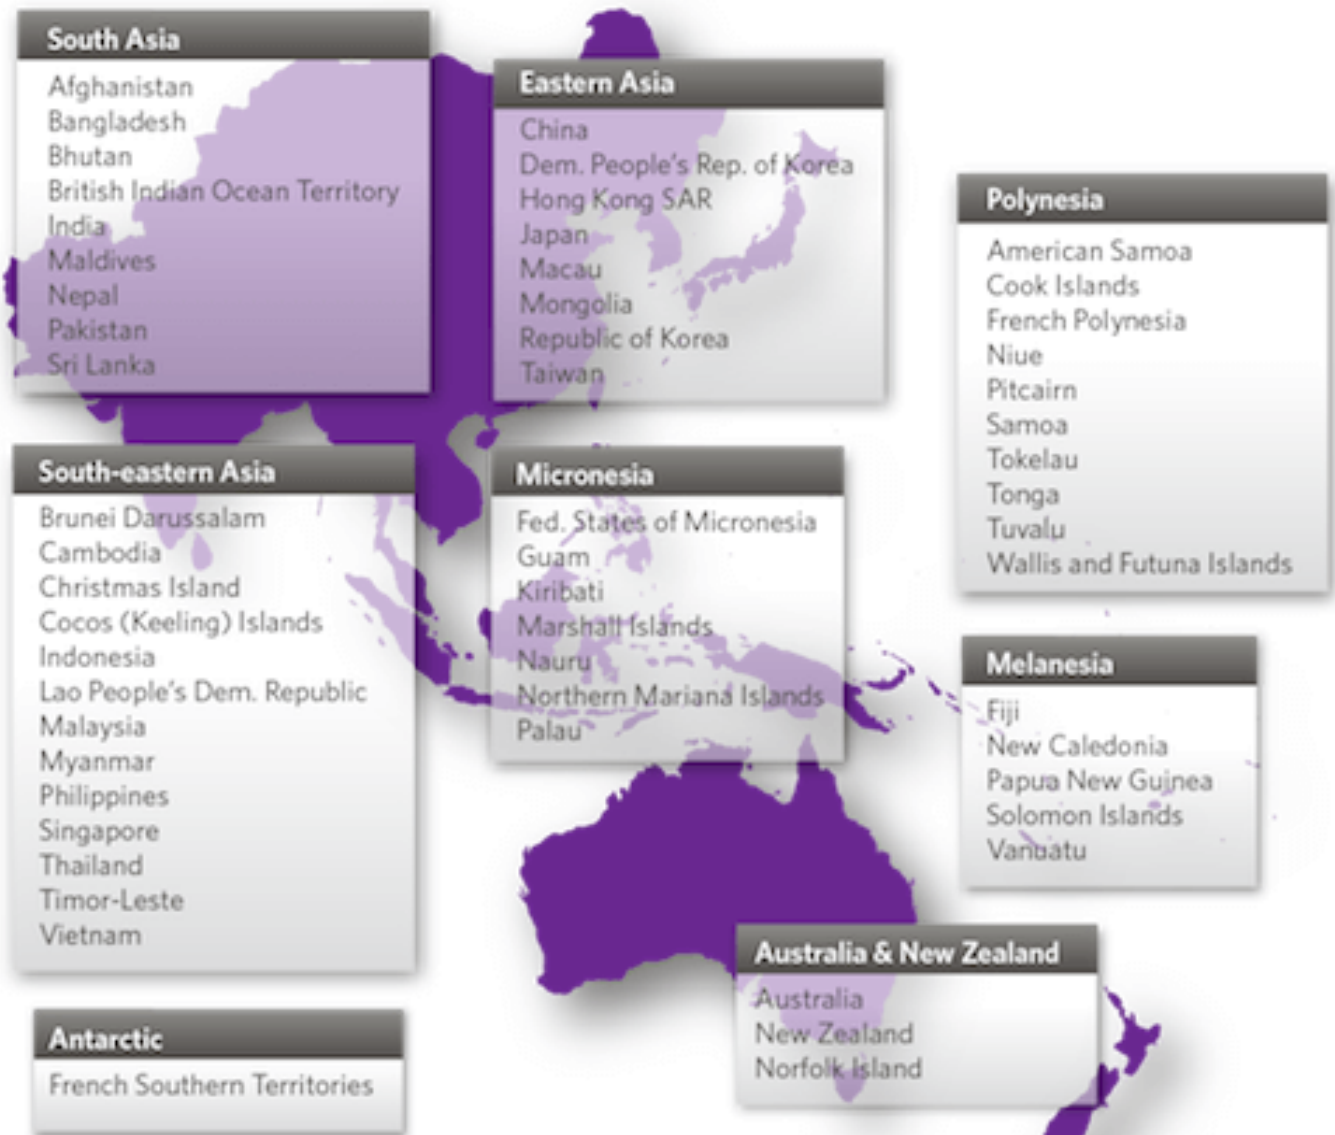 South Asia
Afghanistan
Bangladesh
Bhutan
British Indian Ocean Territory
India
Maldives
Nepal
Pakistan
Sri Lanka
Eastern Asia
China
Dem. People's Rep. of Korea
Hong Kong SAR
Japan
Macau
Mongolia
Republic of Korea
Taiwan
Polynesia
American Samoa
Cook Islands
French Polynesia
Niue
Pitcairn
Samoa
Tokelau
Tonga
Tuvalu
Wallis and Futuna Islands
South-eastern Asia
Brunei Darussalam
Cambodia
Christmas Island
Cocos (Keeling) Islands
Indonesia
Lao People's Dem. Republic
Malaysia
Myanmar
Philippines
Singapore
Thailand
Timor-Leste
Vietnam
Micronesia
Fed. States of Micronesia
Guam
Kiribati
Marshall Islands
Nauru
Northern Mariana Islands
Palau
Melanesia
Fiji
New Caledonia
Papua New Guinea
Solomon Islands
Vanuatu
Australia & New Zealand
Australia
New Zealand
Norfolk Island
Antarctic
French Southern Territories